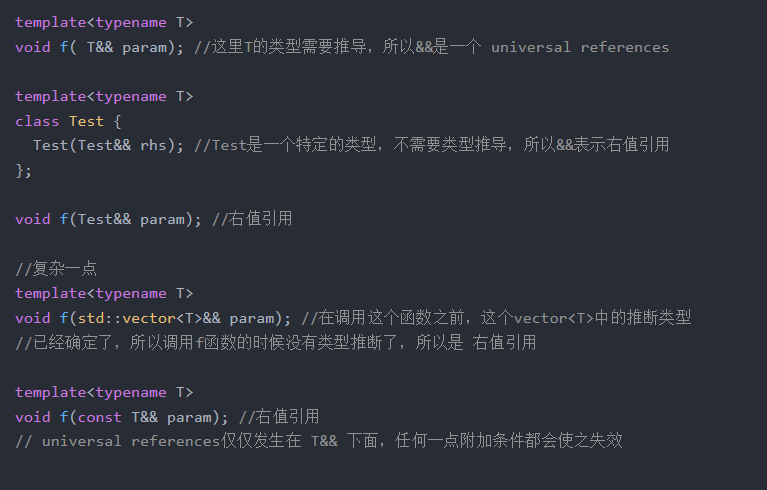 template<typename T>
void f( T&& param); //这里T的类型需要推导，所以&&是一个 universal references
template<typename T>
class Test {
  Test(Test&& rhs); //Test是一个特定的类型，不需要类型推导，所以&&表示右值引用
};
void f(Test&& param); //右值引用
//复杂一点
template<typename T>
void f(std::vector<T>&& param); //在调用这个函数之前，这个vector<T>中的推断类型
//已经确定了，所以调用f函数的时候没有类型推断了，所以是 右值引用
template<typename T>
void f(const T&& param); //右值引用
// universal references仅仅发生在 T&& 下面，任何一点附加条件都会使之失效